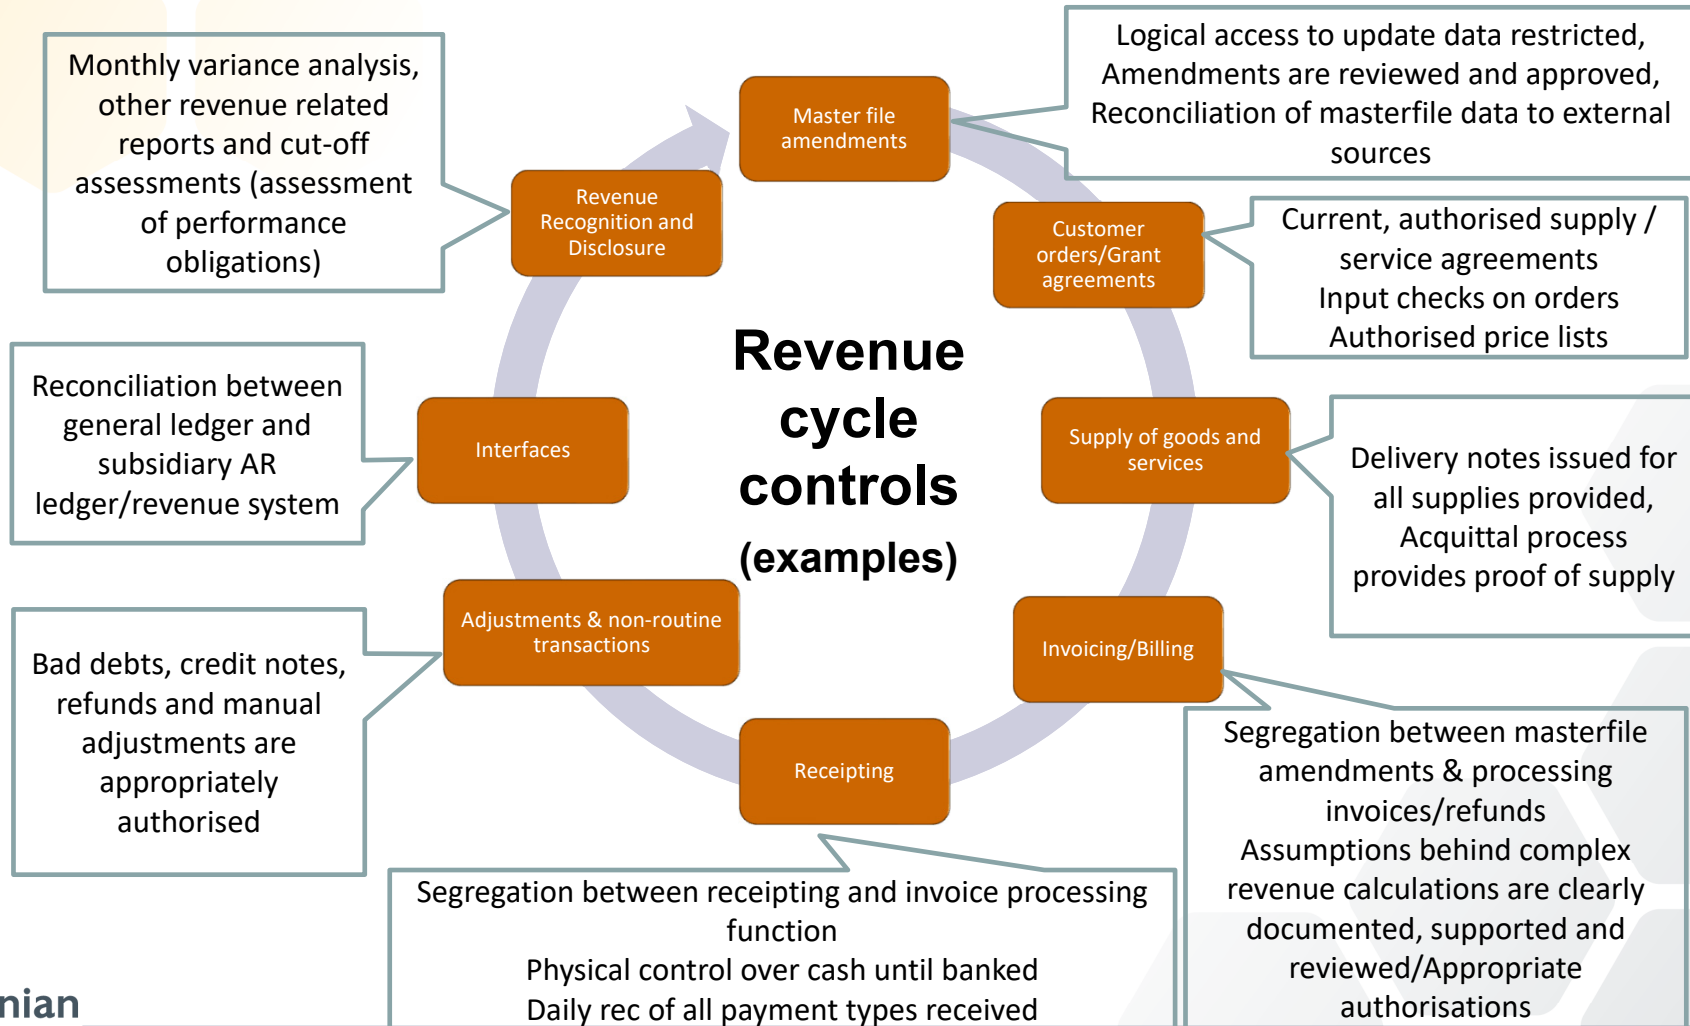 Monthly variance analysis,
other revenue related
reports and cut-off
assessments (assessment
of performance
obligations)
Master file
amendments
Logical access to update data restricted,
Amendments are reviewed and approved,
Reconciliation of masterfile data to external
sources
Revenue
Recognition and
Disclosure
Customer
orders/Grant
agreements
Current, authorised supply /
service agreements
Input checks on orders
Authorised price lists
Revenue
cycle
controls
(examples)
Reconciliation between
general ledger and
subsidiary AR
ledger/revenue system
Interfaces
Supply of goods and
services
Delivery notes issued for
all supplies provided,
Acquittal process
provides proof of supply
Adjustments & non-routine
transactions
Bad debts, credit notes,
refunds and manual
adjustments are
appropriately
authorised
Invoicing/Billing
Segregation between masterfile
amendments & processing
invoices/refunds
Assumptions behind complex
revenue calculations are clearly
documented, supported and
reviewed/Appropriate
authorisations
Receipting
Segregation between receipting and invoice processing
function
Physical control over cash until banked
Daily rec of all payment types received
nian